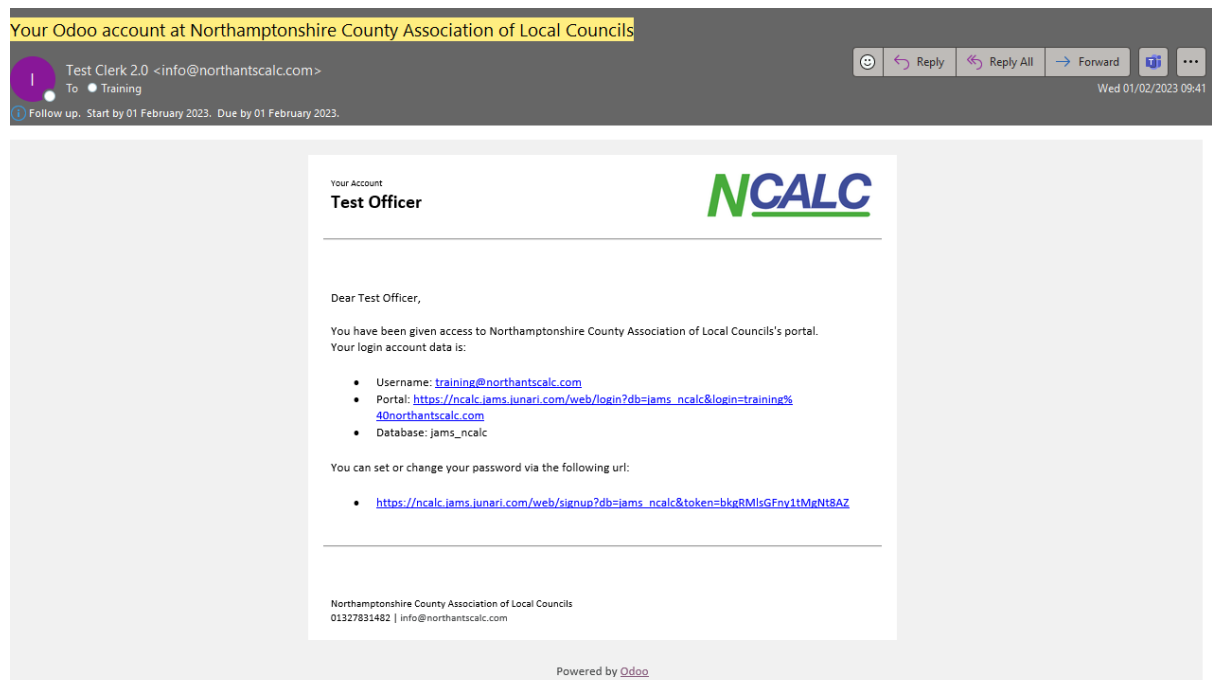 Your Odoo account at Northamptonshire County Association of Local Councils
I
Test Clerk 2.0 <info@northantscalc.com>
To Training
Reply
Reply All
Forward
Wed 01/02/2023 09:41
Follow up. Start by 01 February 2023. Due by 01 February 2023.
Your Account
Test Officer
NCALC
Dear Test Officer,
You have been given access to Northamptonshire County Association of Local Councils's portal.
Your login account data is:
• Username: training@northantscalc.com
• Portal: https://ncalc.jams.junari.com/web/login?db=jams_ncalc&login=training%
40northantscalc.com
• Database: jams_ncalc
You can set or change your password via the following url:
• https://ncalc.jams.junari.com/web/signup?db=jams_ncalc&token=bkgRMlsGFny1tMgNt8AZ
Northamptonshire County Association of Local Councils
01327831482 | info@northantscalc.com
Powered by Odoo